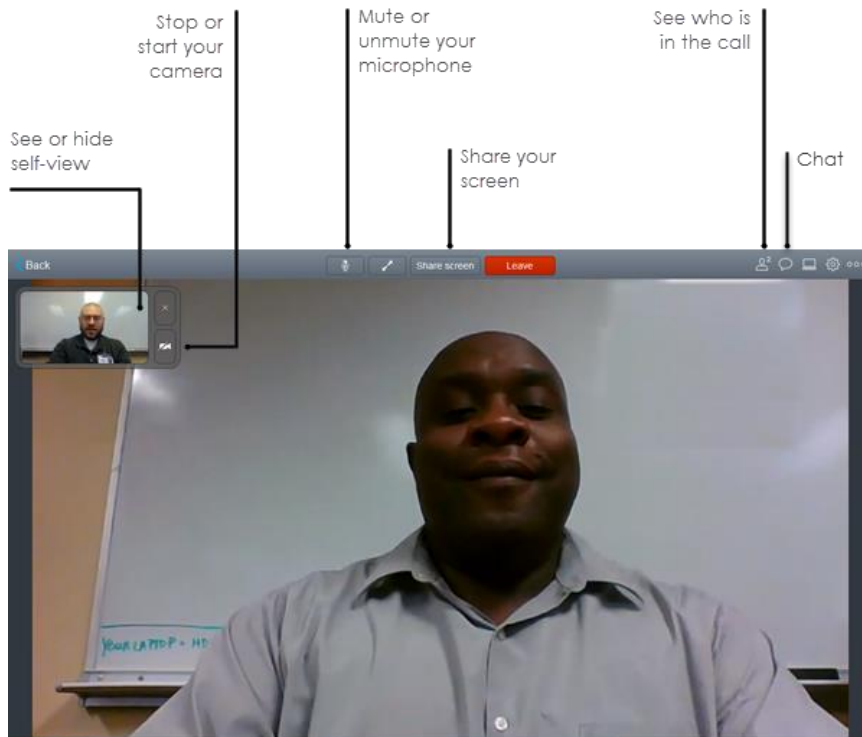 Stop or
start your
camera
Mute or
unmute your
microphone
See who is
in the call
See or hide
self-view
Share your
screen
Chat
Back
Share screen
Leave
2
YOUR LAPTOP = HD